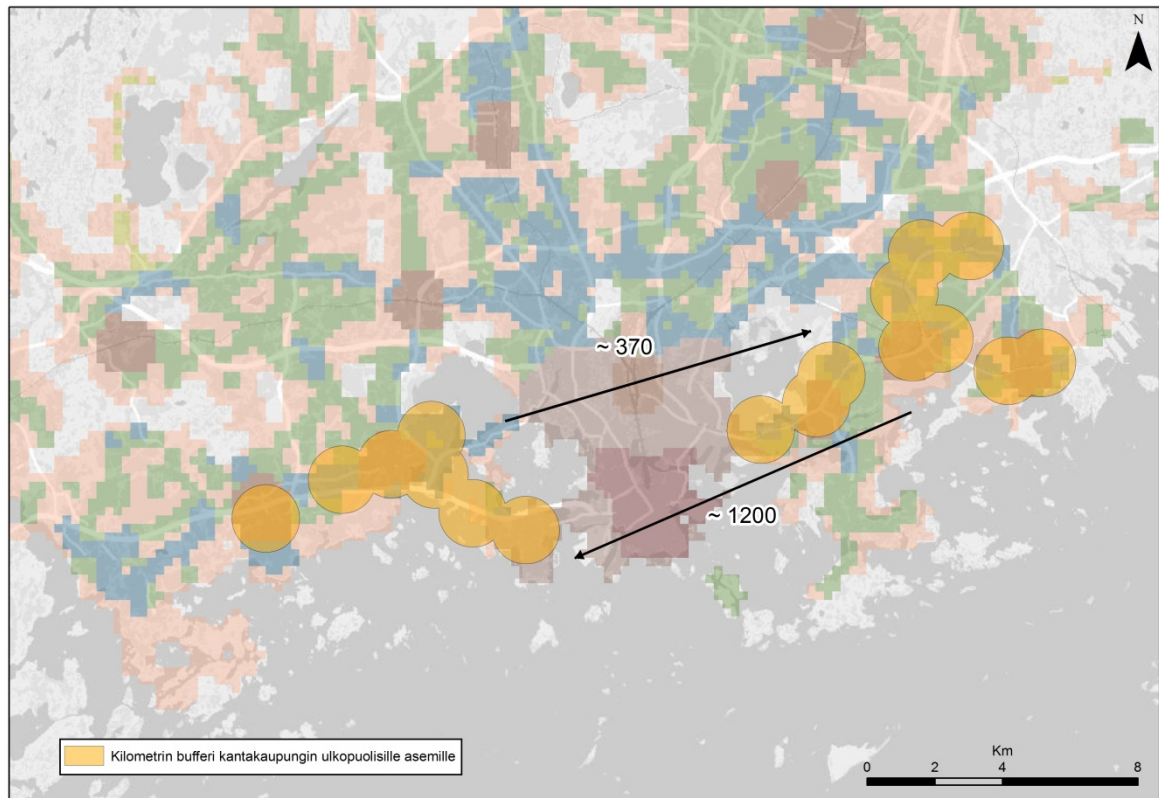 N
~ 370
~ 1200
Kilometrin bufferi kantakaupungin ulkopuolisille asemille
Km
0 2 4 8